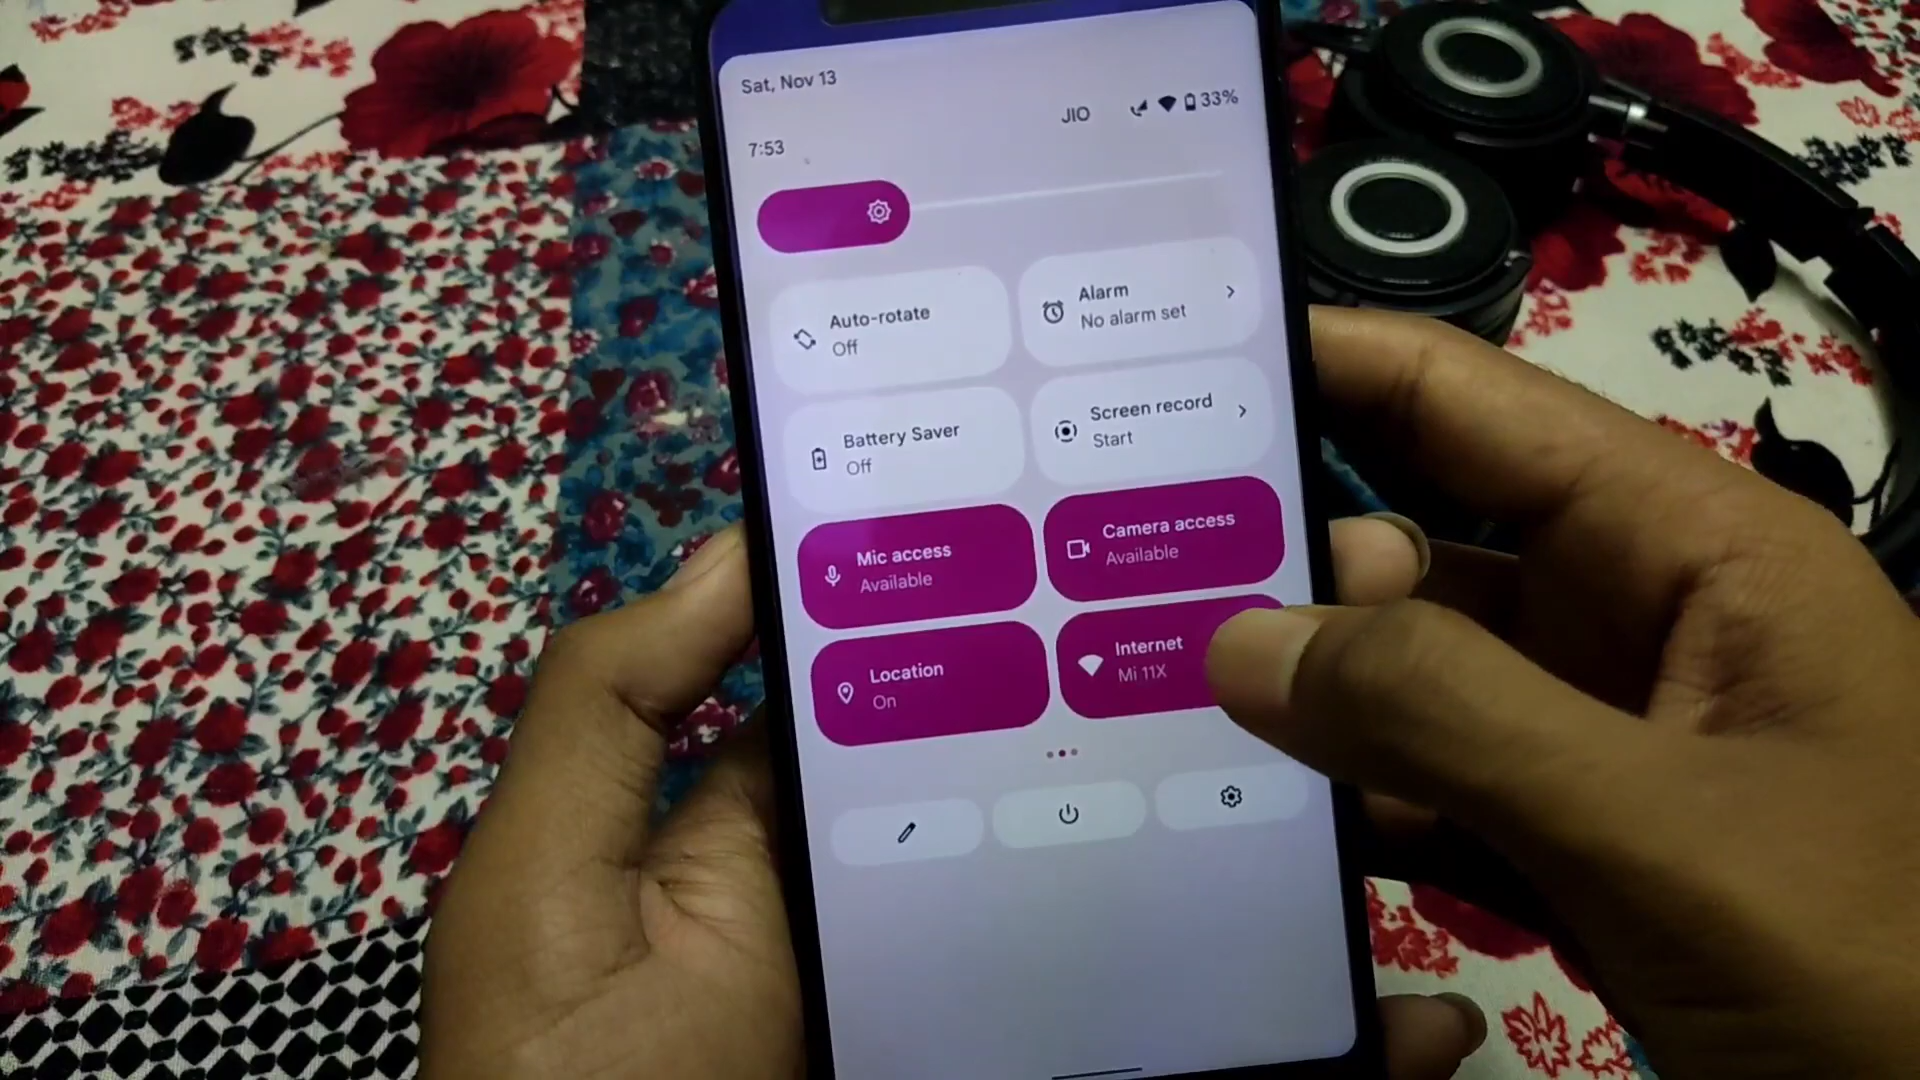 Sat, Nov 13
JIO 33%
7:53
Auto-rotate
Off
Alarm
No alarm set
Battery Saver
Off
Screen record
Start
Mic access
Available
Camera access
Available
Location
On
Internet
Mi 11X